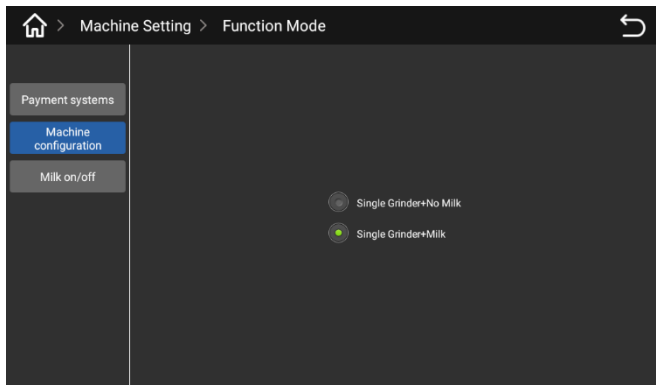 > Machine Setting > Function Mode
Payment systems
Machine
configuration
Milk on/off
Single Grinder+No Milk
Single Grinder+Milk